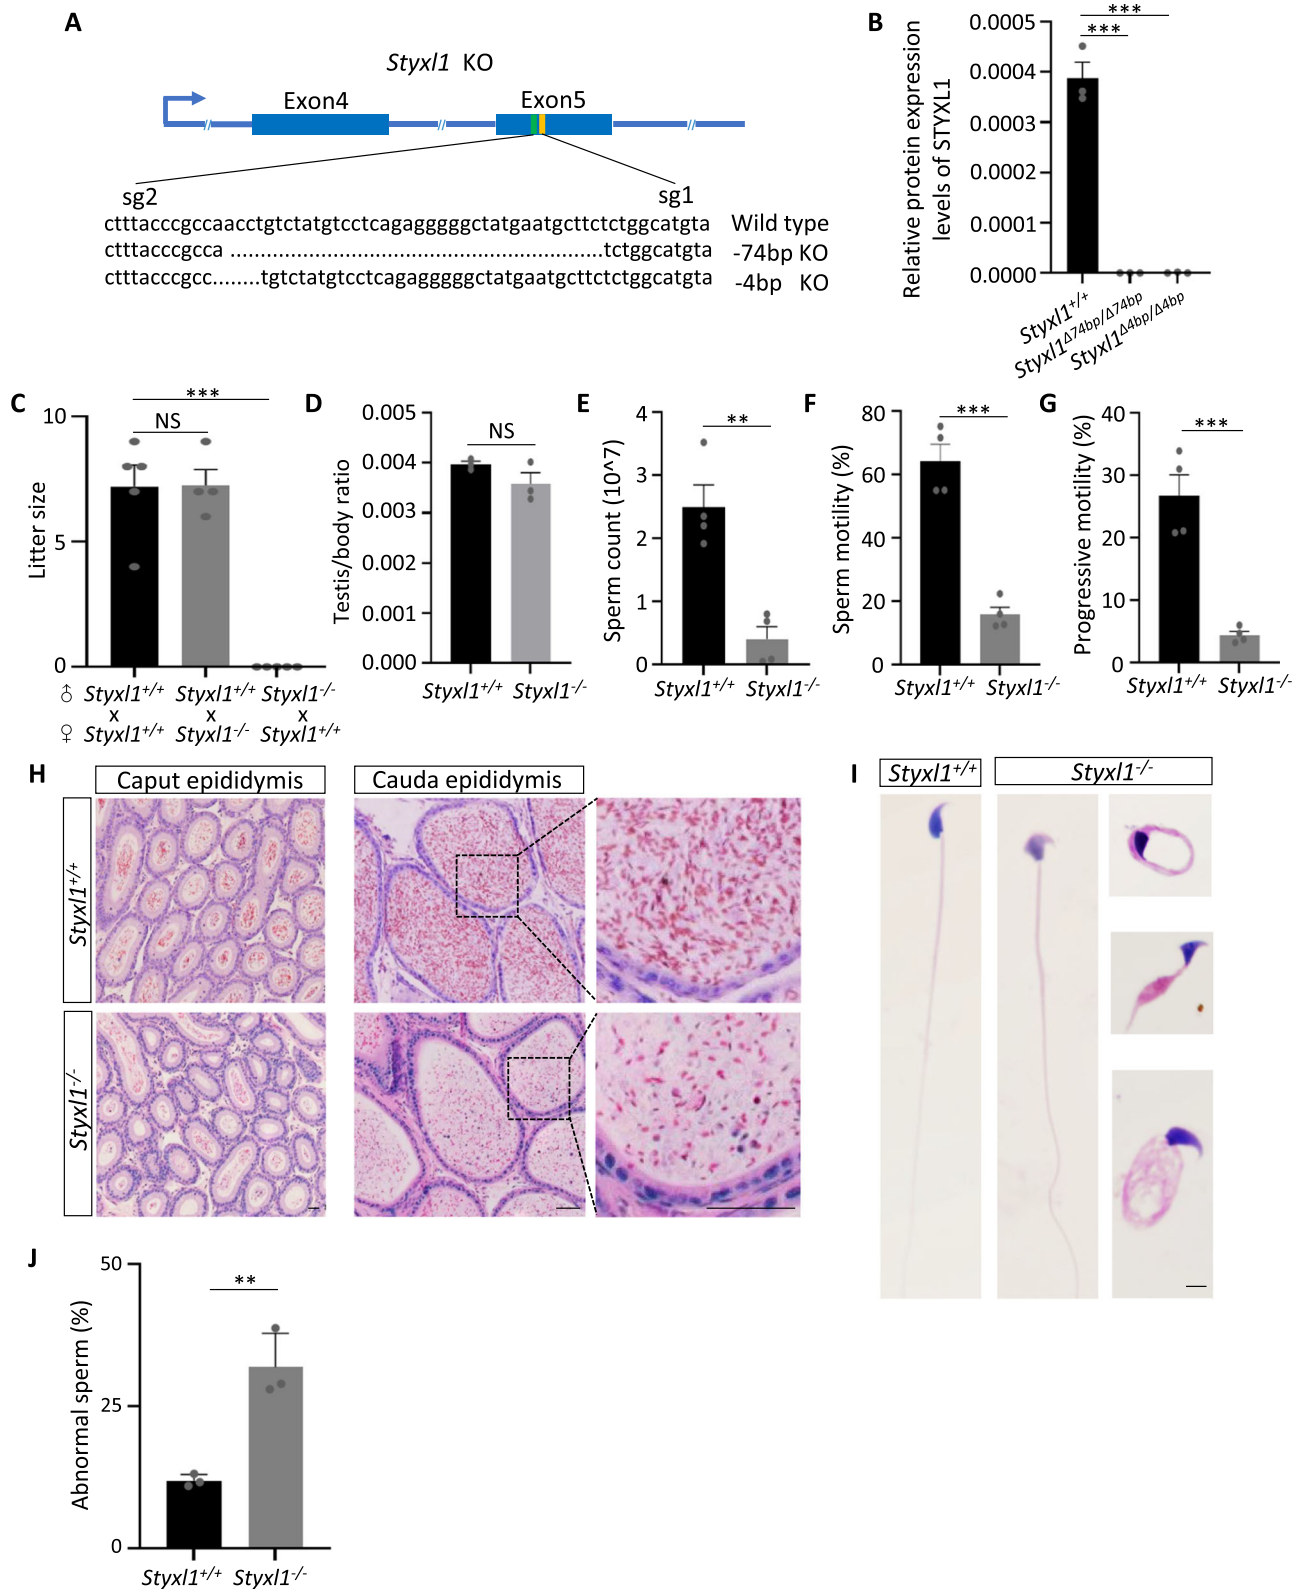 A
Styxl1 KO
Exon4
Exon5
sg2
sg1
ctttacccgccaacctgtctatgtcctcagagggggctatgaatgcttctctggcatgta Wild type
ctttacccgcca ...................................................... tctggcatgta -74bp KO
ctttacccgcc........tgtctatgtcctcagagggggctatgaatgcttctctggcatgta -4bp KO
B
Relative protein expression
levels of STYXL1
0.0005
0.0004
0.0003
0.0002
0.0001
0.0000
***
***
Styxl1+/+
Styxl1Δ74bp/Δ74bp
Styxl1Δ4bp/Δ4bp
C
Litter size
10
5
0
***
NS
♂ Styxl1+/+ Styxl1+/+ Styxl1-/-
x x x
♀ Styxl1+/+ Styxl1-/- Styxl1+/+
D
Testis/body ratio
0.005
0.004
0.003
0.002
0.001
0.000
NS
Styxl1+/+ Styxl1-/-
E
Sperm count (10^7)
4
3
2
1
0
**
Styxl1+/+ Styxl1-/-
F
Sperm motility (%)
80
60
40
20
0
***
Styxl1+/+ Styxl1-/-
G
Progressive motility (%)
40
30
20
10
0
***
Styxl1+/+ Styxl1-/-
H
Caput epididymis
Cauda epididymis
Styxl1+/+
Styxl1-/-
I
Styxl1+/+
Styxl1-/-
J
Abnormal sperm (%)
50
25
0
**
Styxl1+/+ Styxl1-/-